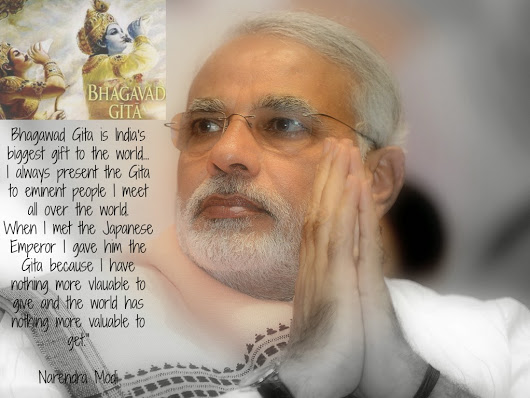 BHAGAVAD
GITA
Bhagawad Gita is India's
biggest gift to the world...
I always present the Gita
to eminent people I meet
all over the world.
When I met the Japanese
Emperor I gave him the
Gita because I have
nothing more vlauable to
give and the world has
nothing more valuable to
get"
Narendra Modi